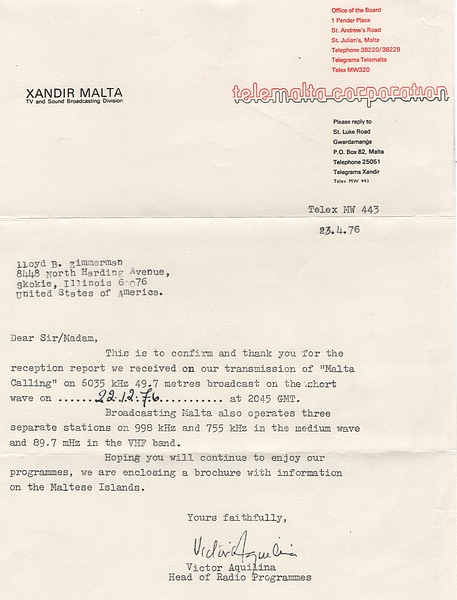 Office of the Board
1 Pender Place
St. Andrew's Road
St. Julian's, Malta
Telephone 38220/38229
Telegrams Telemalta
Telex MW320
XANDIR MALTA
TV and Sound Broadcasting Division
telemalta corporation
Please reply to
St. Luke Road
Gwardamanġa
P.O. Box 82, Malta
Telephone 25051
Telegrams Xandir
Telex MW 443
Telex MW 443
23.4.76
lloyd B. Zimmerman
8448 North Harding Avenue,
skokie, Illinois 60076
United States of America.
Dear Sir/Madam,
This is to confirm and thank you for the
reception report we received on our transmission of "Malta
Calling" on 6035 kHz 49.7 metres broadcast on the short
wave on ......22.12.76........... at 2045 GMT.
Broadcasting Malta also operates three
separate stations on 998 kHz and 755 kHz in the medium wave
and 89.7 mHz in the VHF band.
Hoping you will continue to enjoy our
programmes, we are enclosing a brochure with information
on the Maltese Islands.
Yours faithfully,
Victor Aquilina
Victor Aquilina
Head of Radio Programmes